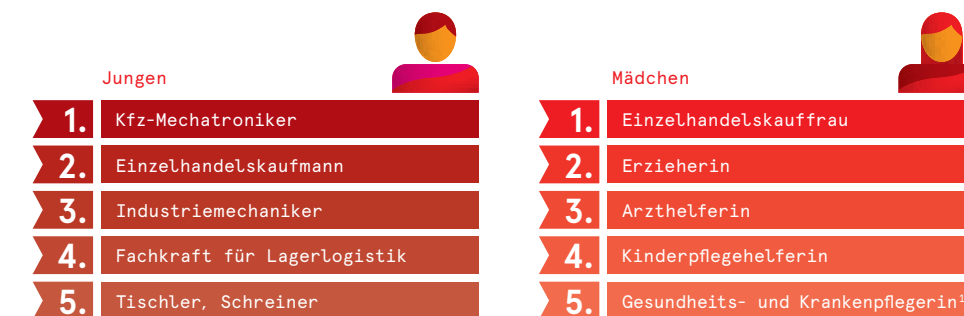 Jungen
1. Kfz-Mechatroniker
2. Einzelhandelskaufmann
3. Industriemechaniker
4. Fachkraft für Lagerlogistik
5. Tischler, Schreiner
Mädchen
1. Einzelhandelskauffrau
2. Erzieherin
3. Arzthelferin
4. Kinderpflegehelferin
5. Gesundheits- und Krankenpflegerin¹